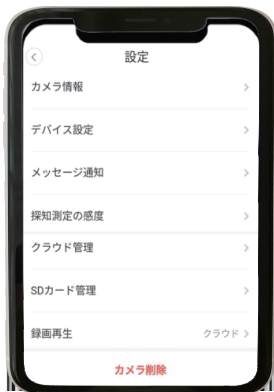 設定
カメラ情報
デバイス設定
メッセージ通知
探知測定の感度
クラウド管理
SDカード管理
録画再生 クラウド
カメラ削除